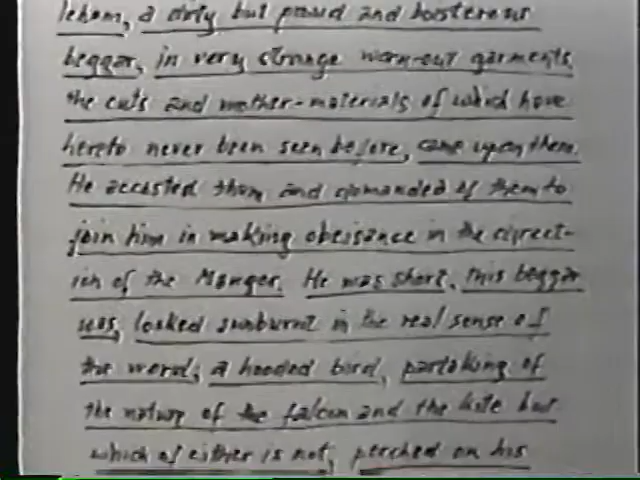 lehem, a dirty but proud and boisterous
beggar, in very strange worn-out garments,
the cuts and mother-materials of which have
hereto never been seen before, came upon them.
He accosted them and demanded of them to
join him in making obeisance in the direct-
ion of the Manger. He was short, this beggar
was, looked sunburnt in the real sense of
the word; a hooded bird, partaking of
the nature of the falcon and the kite but
which of either is not, perched on his